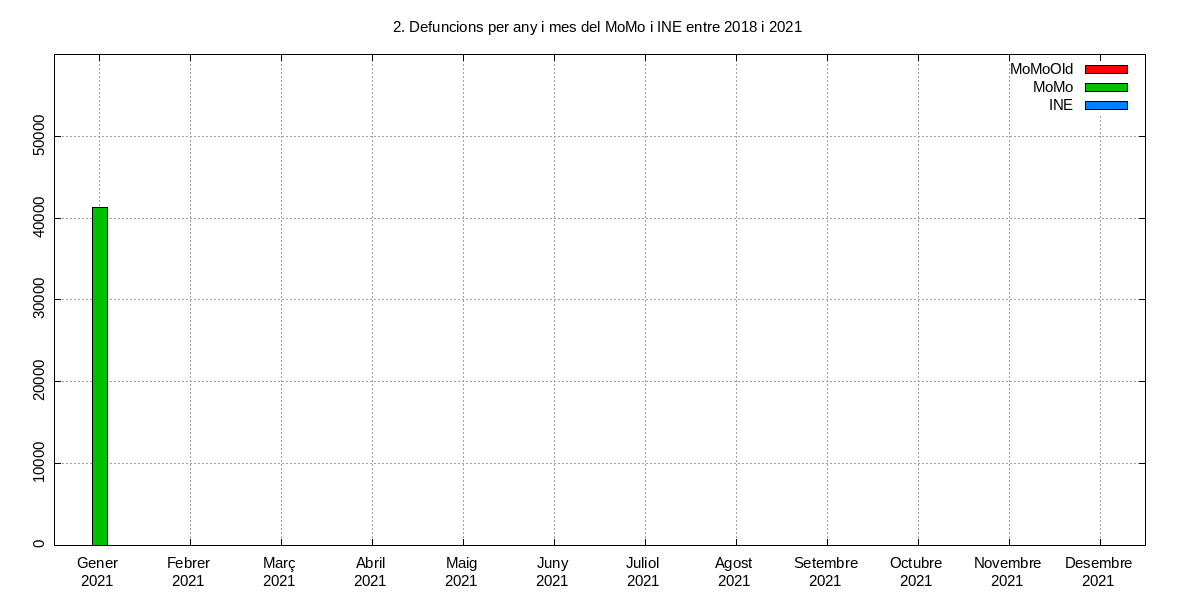 2. Defuncions per any i mes del MoMo i INE entre 2018 i 2021
MoMoOld
MoMo
INE
50000
40000
30000
20000
10000
0
Gener Febrer Març Abril Maig Juny Juliol Agost Setembre Octubre Novembre Desembre
2021 2021 2021 2021 2021 2021 2021 2021 2021 2021 2021 2021